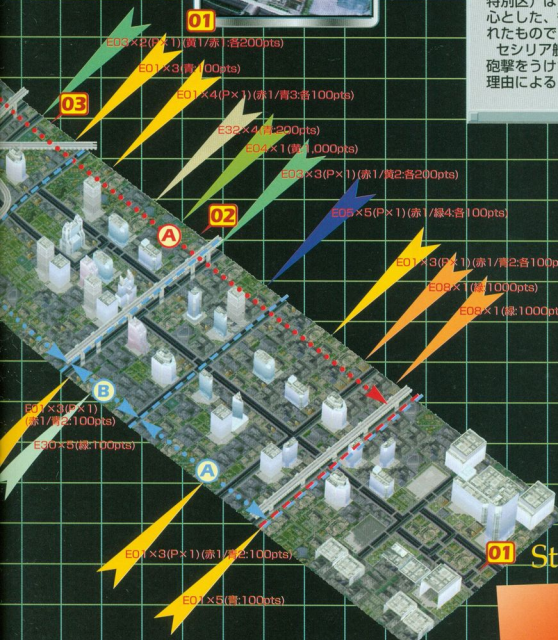 01
特別区）は
心とした、
れたもので
セシリア艦
砲撃をうけ
理由による
E03×2(P×1)(黄1/赤1:各200pts)
E01×3(青:100pts)
03
E01×4(P×1)(赤1/青3:各100pts)
E32×4(青:200pts)
E04×1(黄:1,000pts)
E03×3(P×1)(赤1/黄2:各200pts)
02
A
E05×5(P×1)(赤1/緑4:各100pts)
E01×3(P×1)(赤1/青2:各100p
E08×1(緑:1000pts)
E08×1(緑:1000pt
B
E01×3(P×1)
(赤1/青2:100pts)
E30×5(緑:100pts)
A
E01×3(P×1)(赤1/青2:100pts)
01
St
E01×5(青:100pts)